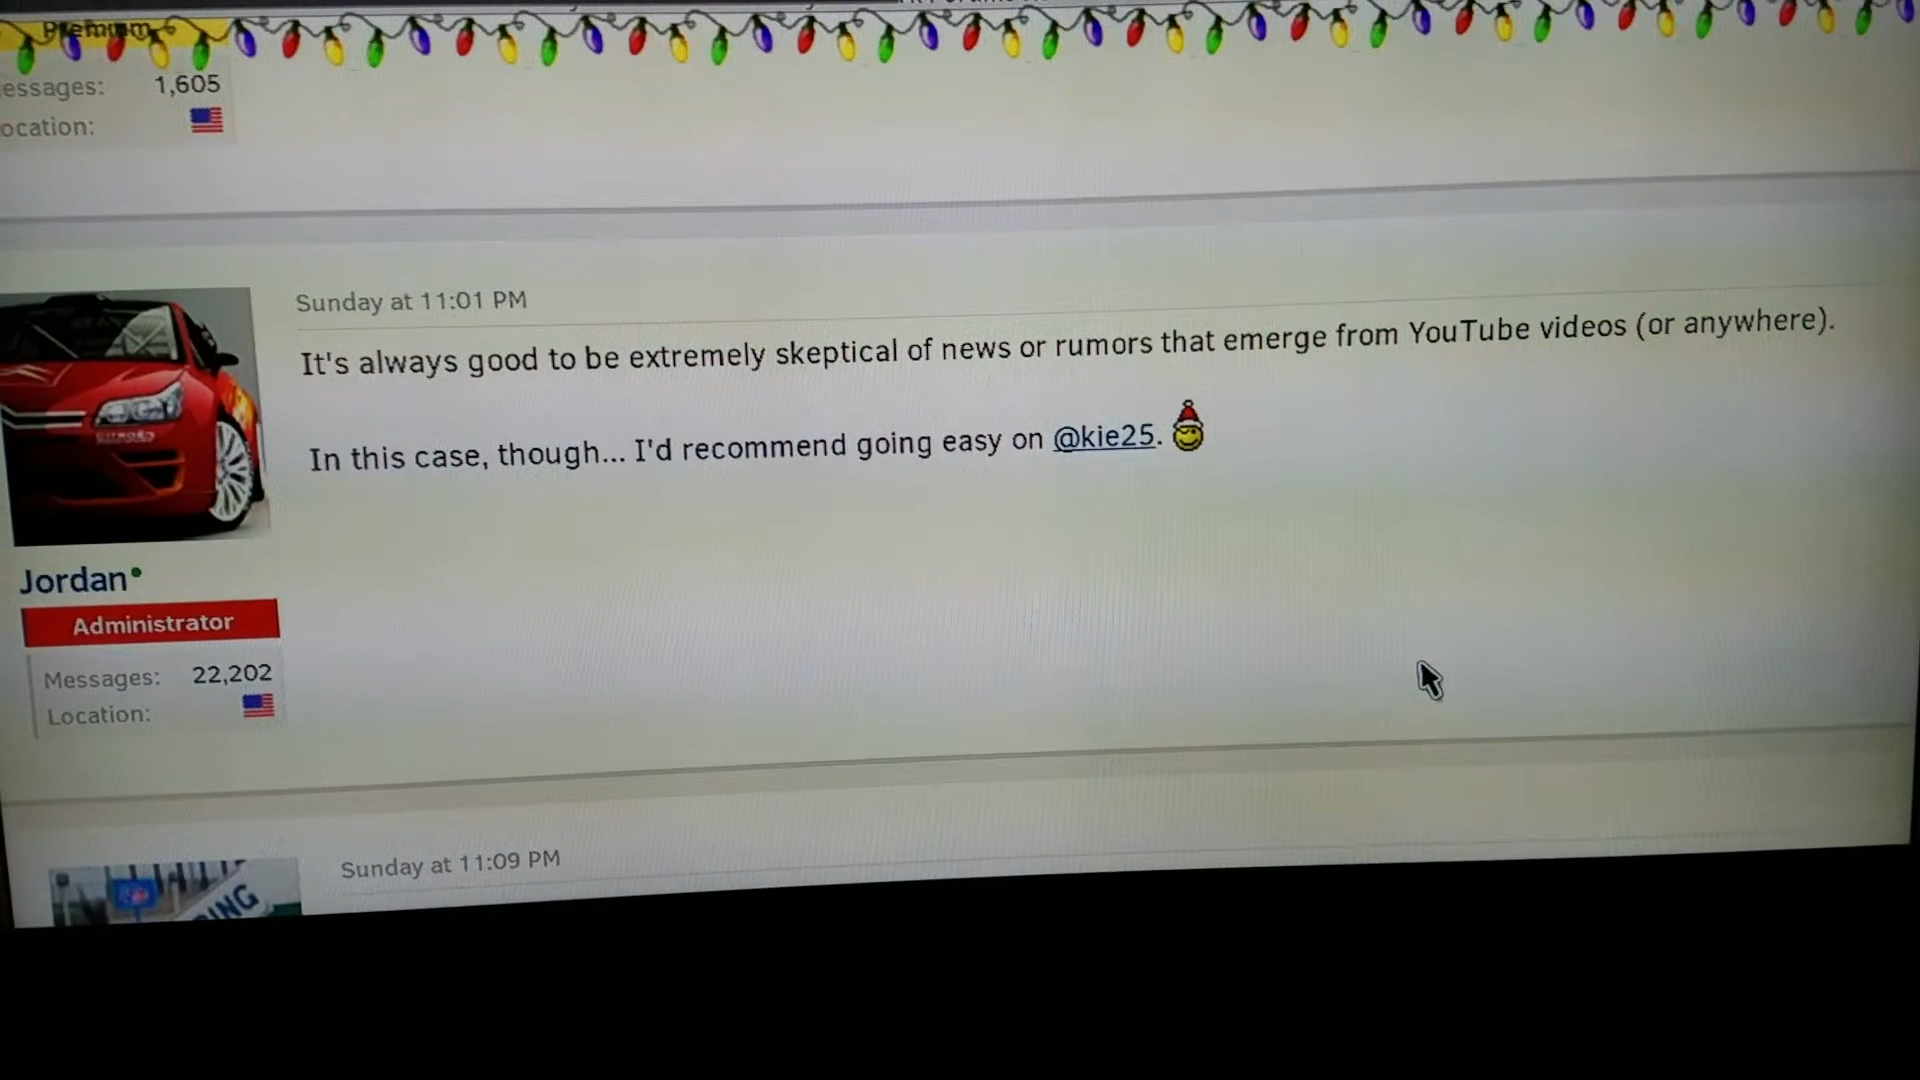 Premium
essages: 1,605
ocation:
Sunday at 11:01 PM
It's always good to be extremely skeptical of news or rumors that emerge from YouTube videos (or anywhere).
In this case, though... I'd recommend going easy on @kie25.
Jordan
Administrator
Messages: 22,202
Location:
Sunday at 11:09 PM
ING